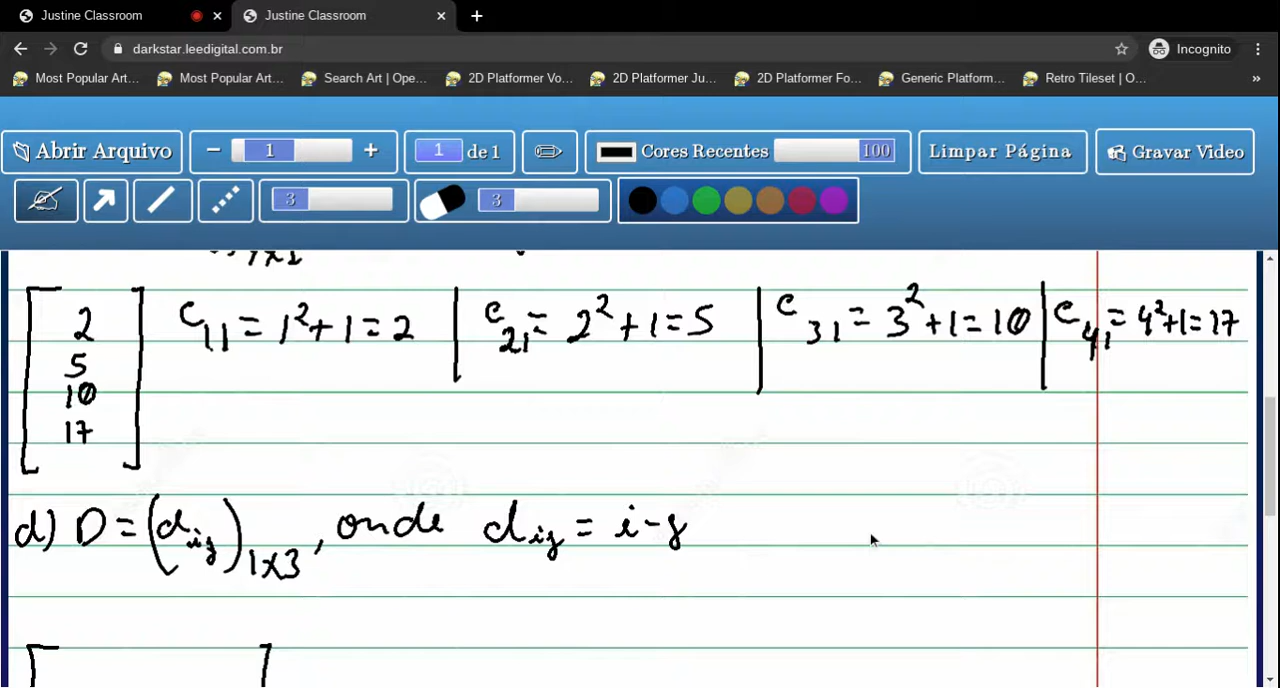 Justine Classroom
Justine Classroom
darkstar.leedigital.com.br
Incognito
Most Popular Art...
Most Popular Art...
Search Art | Ope...
2D Platformer Vo...
2D Platformer Ju...
2D Platformer Fo...
Generic Platform...
Retro Tileset | O...
»
Abrir Arquivo
− 1 +
1 de 1
Cores Recentes 100
Limpar Página
Gravar Video
3
3
[2 5 10 17]
c₁₁ = 1² + 1 = 2 | c₂₁ = 2² + 1 = 5 | c₃₁ = 3² + 1 = 10 | c₄₁ = 4² + 1 = 17
d) D = (dij)1x3, onde dij = i - j